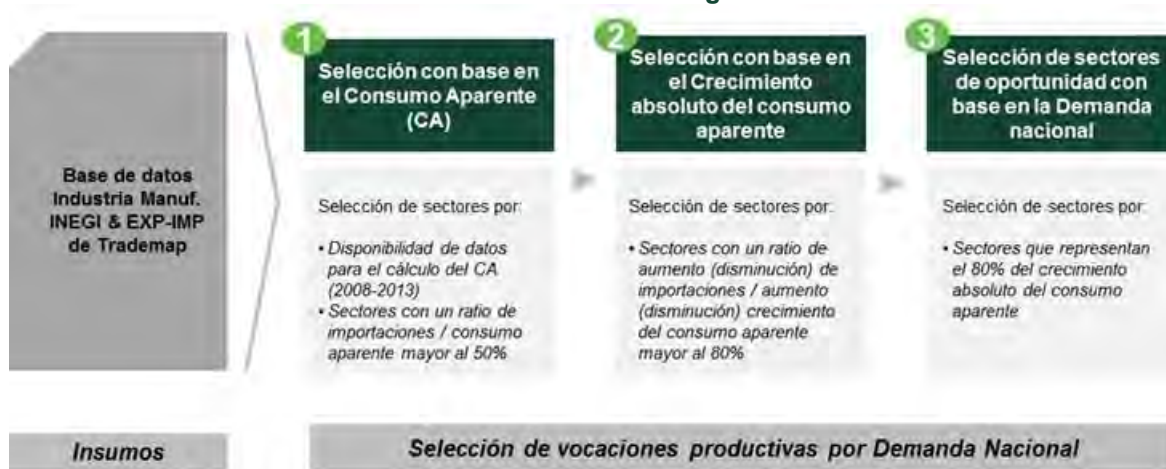 Base de datos
Industria Manuf.
INEGI & EXP-IMP
de Trademap
1
Selección con base en
el Consumo Aparente
(CA)
Selección de sectores por:
• Disponibilidad de datos
para el cálculo del CA
(2008-2013)
• Sectores con un ratio de
importaciones / consumo
aparente mayor al 50%
2
Selección con base en
el Crecimiento
absoluto del consumo
aparente
Selección de sectores por:
• Sectores con un ratio de
aumento (disminución) de
importaciones / aumento
(disminución) crecimiento
del consumo aparente
mayor al 80%
3
Selección de sectores
de oportunidad con
base en la Demanda
nacional
Selección de sectores por:
• Sectores que representan
el 80% del crecimiento
absoluto del consumo
aparente
Insumos
Selección de vocaciones productivas por Demanda Nacional